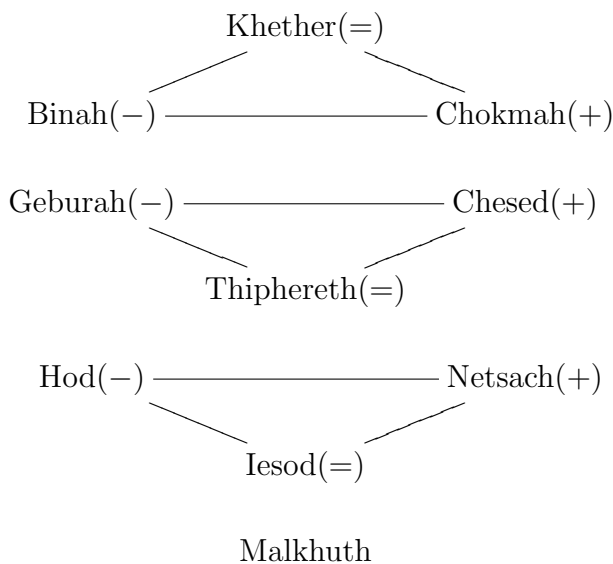 Khether(=)
Binah(−) Chokmah(+)
Geburah(−) Chesed(+)
Thiphereth(=)
Hod(−) Netsach(+)
Iesod(=)
Malkhuth